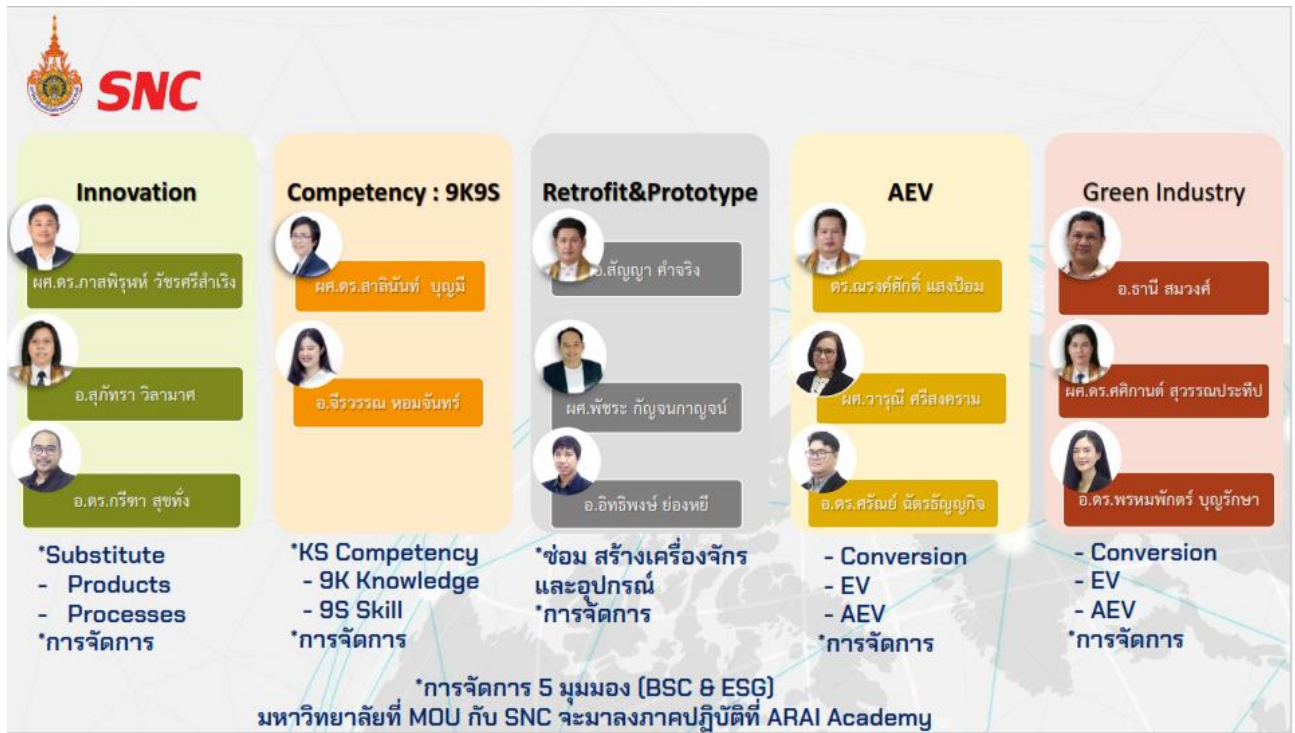 SNC
Innovation
ผศ.ดร.ภาสพิรุฬห์ วัชรศรีสำเริง
อ.สุภัทรา วิลามาศ
อ.ดร.กรีฑา สุขทั่ง
*Substitute
- Products
- Processes
*การจัดการ
Competency : 9K9S
ผศ.ดร.สาลินันท์ บุญมี
อ.จีรวรรณ หอมจันทร์
*KS Competency
- 9K Knowledge
- 9S Skill
*การจัดการ
Retrofit&Prototype
อ.สัญญา คำจริง
ผศ.พัชระ กัญจนกาญจน์
อ.อิทธิพงษ์ ย่องหยี
*ซ่อม สร้างเครื่องจักร
และอุปกรณ์
*การจัดการ
AEV
ดร.ณรงค์ศักดิ์ แสงป้อม
ผศ.วารุณี ศรีสงคราม
อ.ดร.ศรัณย์ ฉัตรธัญญกิจ
- Conversion
- EV
- AEV
*การจัดการ
Green Industry
อ.ธานี สมวงศ์
ผศ.ดร.ศศิกานต์ สุวรรณประทีป
อ.ดร.พรหมพักตร์ บุญรักษา
- Conversion
- EV
- AEV
*การจัดการ
*การจัดการ 5 มุมมอง (BSC & ESG)
มหาวิทยาลัยที่ MOU กับ SNC จะมาลงภาคปฏิบัติที่ ARAI Academy